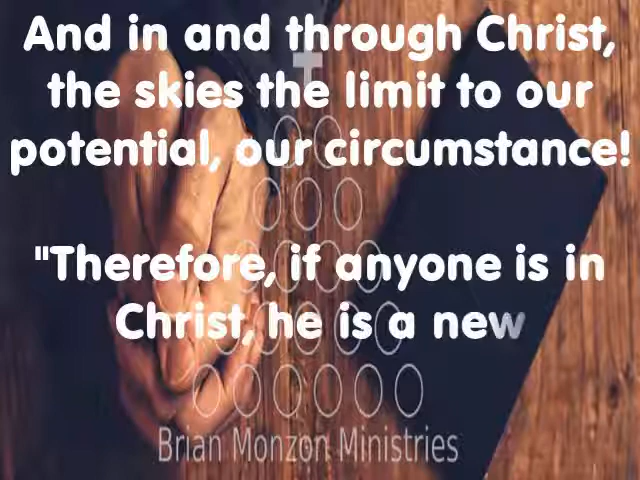 And in and through Christ,
the skies the limit to our
potential, our circumstance!
"Therefore, if anyone is in
Christ, he is a new
Brian Monzon Ministries